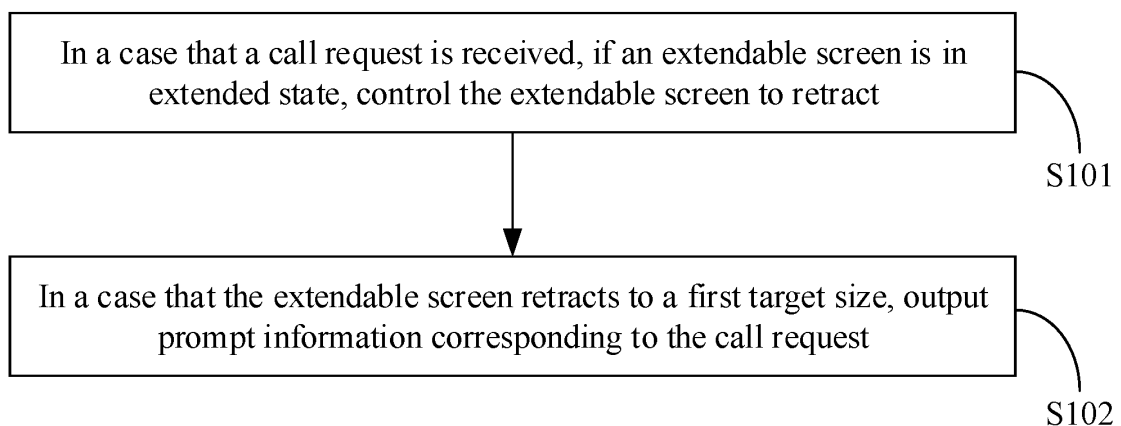 In a case that a call request is received, if an extendable screen is in
extended state, control the extendable screen to retract
S101
In a case that the extendable screen retracts to a first target size, output
prompt information corresponding to the call request
S102